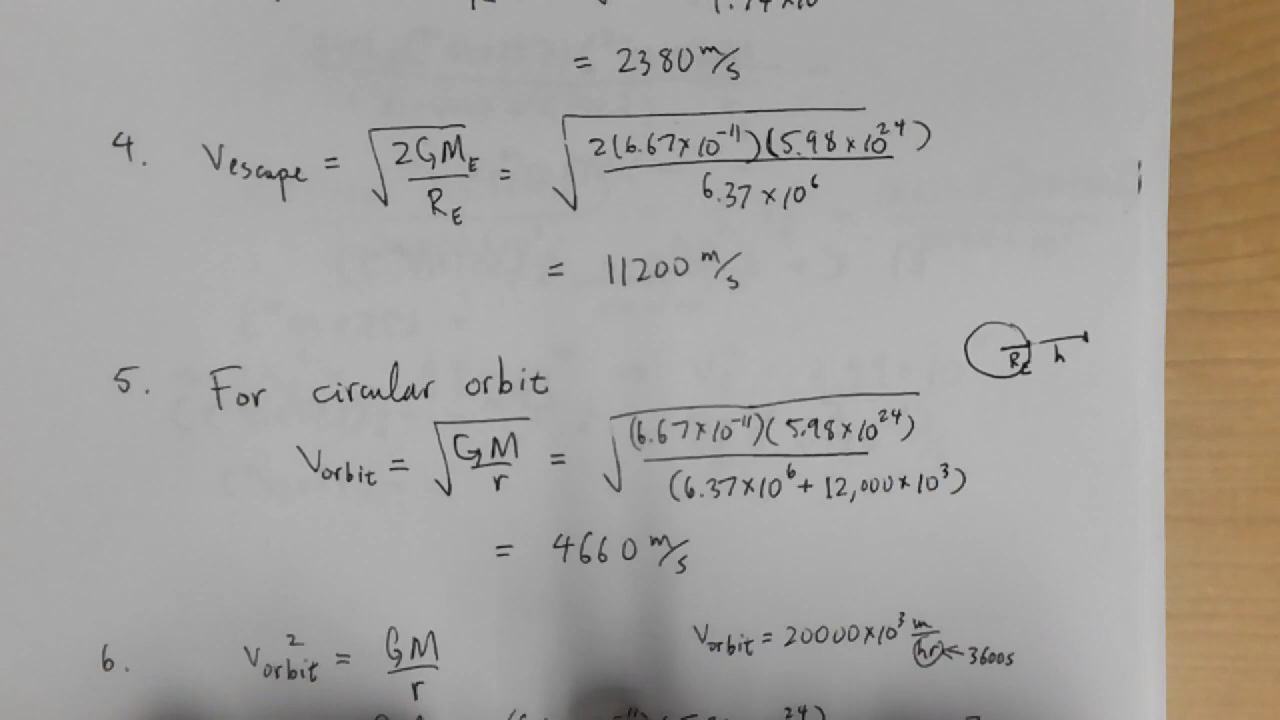 = 2380 m/s
4. Vescape = √(2GM_E / R_E) = √(2(6.67×10⁻¹¹)(5.98×10²⁴) / 6.37×10⁶)
= 11200 m/s
R_E h
5. For circular orbit
Vorbit = √(GM / r) = √((6.67×10⁻¹¹)(5.98×10²⁴) / (6.37×10⁶ + 12,000×10³))
= 4660 m/s
6. V²orbit = GM / r
Vorbit = 20000×10³ m/hr ← 3600s